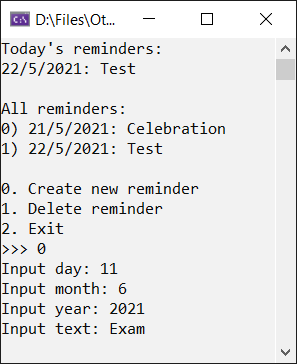 D:\Files\Ot...
Today's reminders:
22/5/2021: Test
All reminders:
0) 21/5/2021: Celebration
1) 22/5/2021: Test
0. Create new reminder
1. Delete reminder
2. Exit
>>> 0
Input day: 11
Input month: 6
Input year: 2021
Input text: Exam